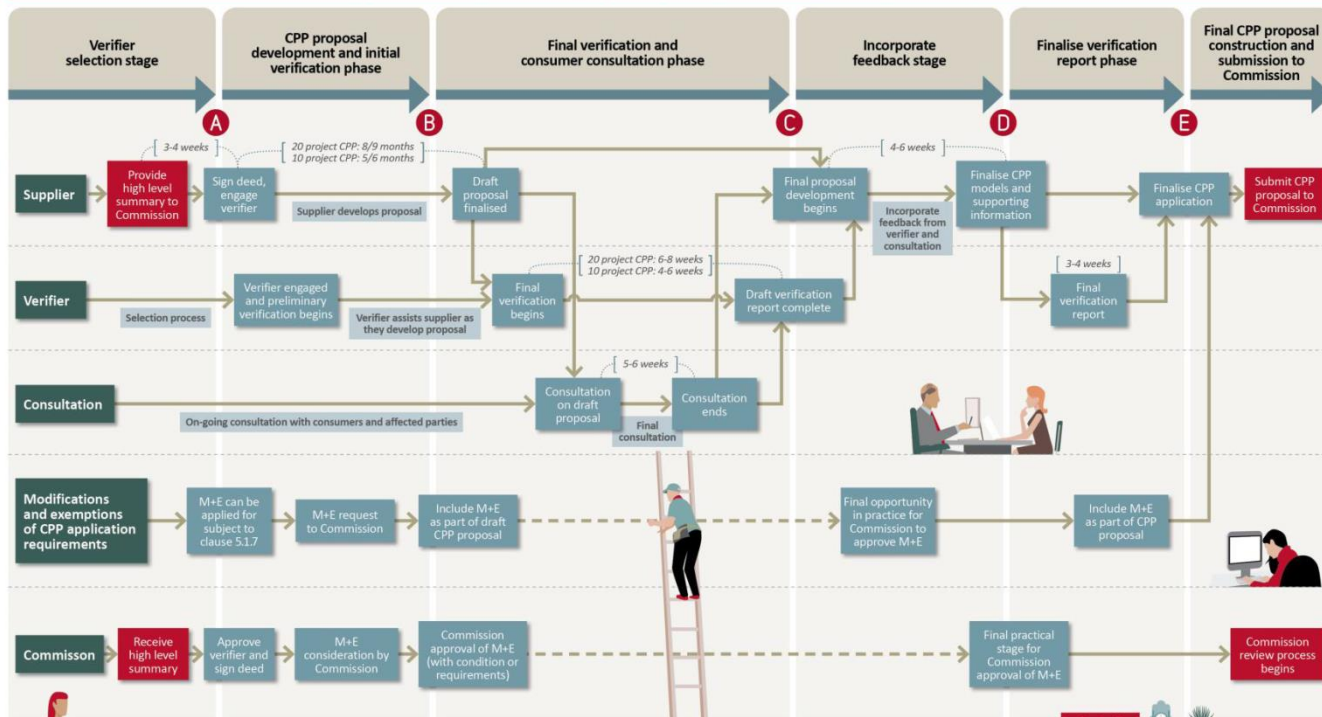 Verifier
selection stage
CPP proposal
development and initial
verification phase
Final verification and
consumer consultation phase
Incorporate
feedback stage
Finalise verification
report phase
Final CPP proposal
construction and
submission to
Commission
A
B
C
D
E
Supplier
Provide
high level
summary to
Commission
3-4 weeks
Sign deed,
engage
verifier
20 project CPP: 8/9 months
10 project CPP: 5/6 months
Supplier develops proposal
Draft
proposal
finalised
Final proposal
development
begins
4-6 weeks
Incorporate
feedback from
verifier and
consultation
Finalise CPP
models and
supporting
information
Finalise CPP
application
Submit CPP
proposal to
Commission
Verifier
Selection process
Verifier engaged
and preliminary
verification begins
Verifier assists supplier as
they develop proposal
Final
verification
begins
20 project CPP: 6-8 weeks
10 project CPP: 4-6 weeks
Draft verification
report complete
3-4 weeks
Final
verification
report
Consultation
On-going consultation with consumers and affected parties
Consultation
on draft
proposal
5-6 weeks
Final
consultation
Consultation
ends
Modifications
and exemptions
of CPP application
requirements
M+E can be
applied for
subject to
clause 5.1.7
M+E request
to Commission
Include M+E
as part of draft
CPP proposal
Final opportunity
in practice for
Commission to
approve M+E
Include M+E
as part of CPP
proposal
Commisson
Receive
high level
summary
Approve
verifier and
sign deed
M+E
consideration by
Commission
Commission
approval of M+E
(with condition or
requirements)
Final practical
stage for
Commission
approval of M+E
Commission
review process
begins